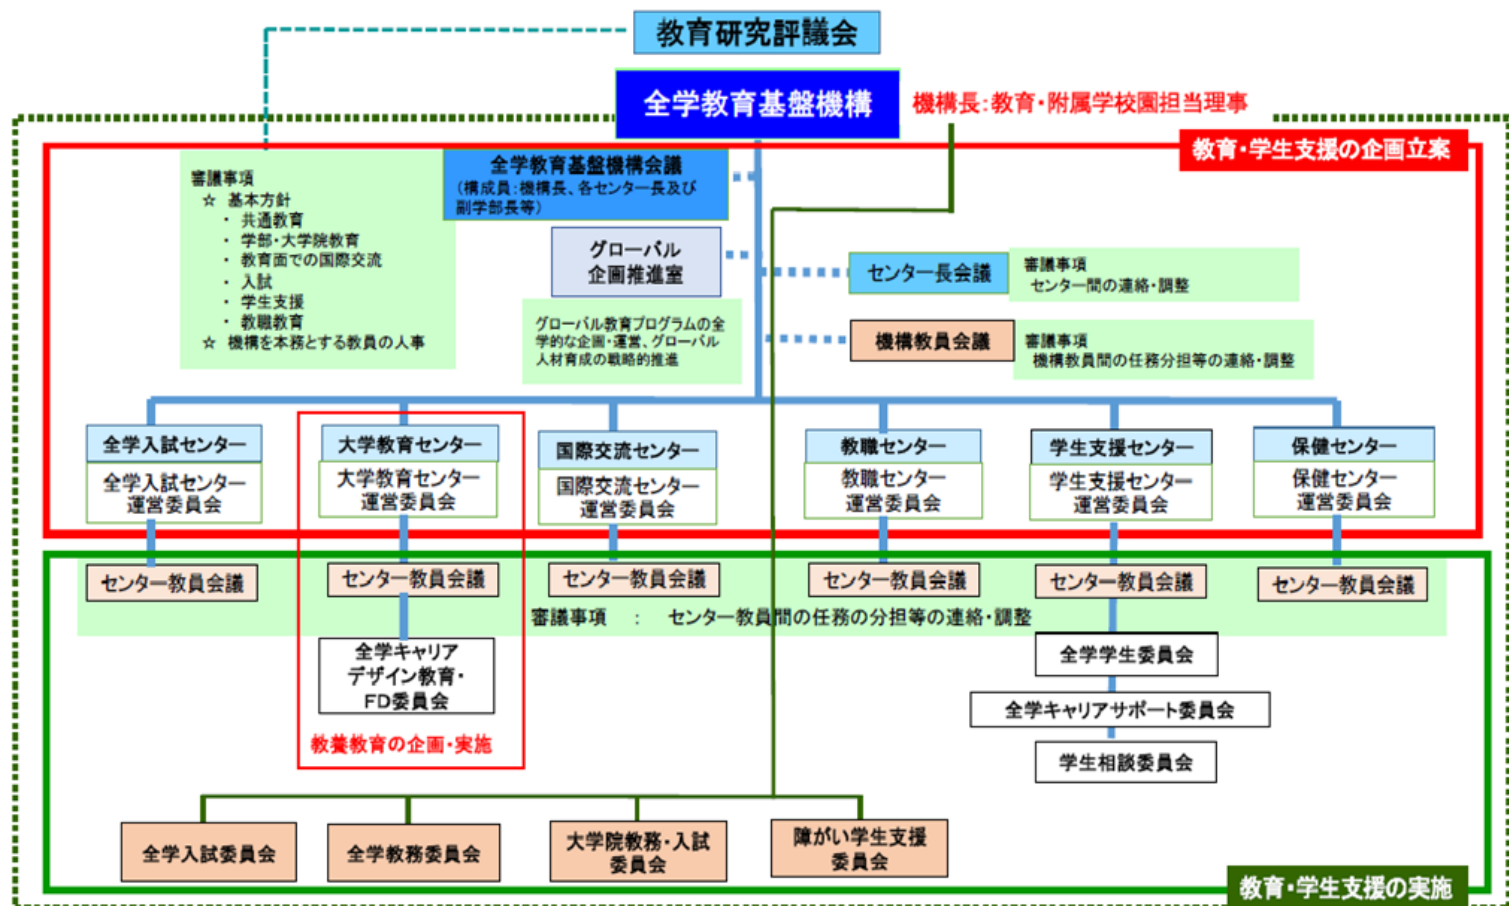 教育研究評議会
全学教育基盤機構
機構長：教育・附属学校園担当理事
教育・学生支援の企画立案
審議事項
☆ 基本方針
・ 共通教育
・ 学部・大学院教育
・ 教育面での国際交流
・ 入試
・ 学生支援
・ 教職教育
☆ 機構を本務とする教員の人事
全学教育基盤機構会議
（構成員：機構長、各センター長及び
副学部長等）
グローバル
企画推進室
グローバル教育プログラムの全
学的な企画・運営、グローバル
人材育成の戦略的推進
センター長会議
審議事項
センター間の連絡・調整
機構教員会議
審議事項
機構教員間の任務分担等の連絡・調整
全学入試センター
全学入試センター
運営委員会
大学教育センター
大学教育センター
運営委員会
国際交流センター
国際交流センター
運営委員会
教職センター
教職センター
運営委員会
学生支援センター
学生支援センター
運営委員会
保健センター
保健センター
運営委員会
センター教員会議
センター教員会議
センター教員会議
センター教員会議
センター教員会議
センター教員会議
審議事項 ： センター教員間の任務の分担等の連絡・調整
全学キャリア
デザイン教育・
FD委員会
教養教育の企画・実施
全学学生委員会
全学キャリアサポート委員会
学生相談委員会
全学入試委員会
全学教務委員会
大学院教務・入試
委員会
障がい学生支援
委員会
教育・学生支援の実施